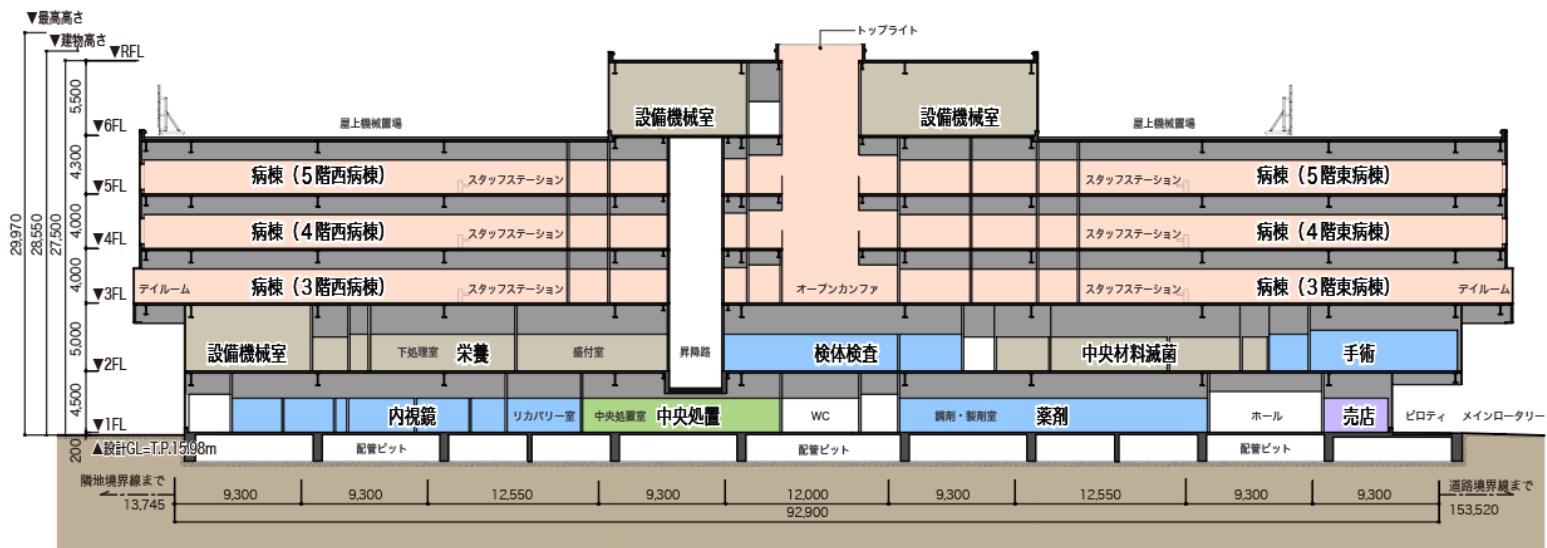 ▼最高高さ
▼建物高さ
▼RFL
トップライト
5,500
設備機械室
設備機械室
▼6FL
屋上機械置場
屋上機械置場
4,300
病棟（5階西病棟）
スタッフステーション
スタッフステーション
病棟（5階東病棟）
▼5FL
4,000
病棟（4階西病棟）
スタッフステーション
スタッフステーション
病棟（4階東病棟）
▼4FL
29,970
28,550
27,500
4,000
デイルーム
病棟（3階西病棟）
スタッフステーション
オープンカンファ
スタッフステーション
病棟（3階東病棟）
デイルーム
▼3FL
5,000
設備機械室
下処理室
栄養
盛付室
昇降路
検体検査
中央材料滅菌
手術
▼2FL
4,500
内視鏡
リカバリー室
中央処置室
中央処置
WC
調剤・製剤室
薬剤
ホール
売店
ピロティ
メインロータリー
▼1FL
200
▲設計GL=T.P.15.98m
配管ピット
配管ピット
配管ピット
隣地境界線まで
13,745
9,300
9,300
12,550
9,300
12,000
9,300
12,550
9,300
9,300
道路境界線まで
153,520
92,900